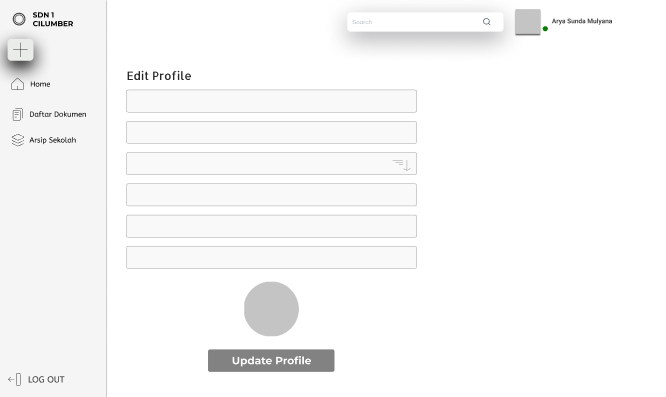 SDN 1
CILUMBER
Search
Arya Sunda Mulyana
Home
Daftar Dokumen
Arsip Sekolah
Edit Profile
Update Profile
LOG OUT